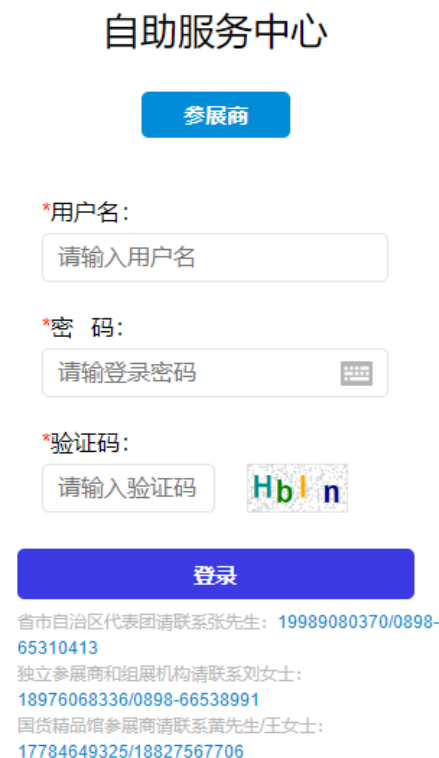 自助服务中心
参展商
*用户名：
请输入用户名
*密 码：
请输登录密码
*验证码：
请输入验证码
登录
省市自治区代表团请联系张先生：19989080370/0898-
65310413
独立参展商和组展机构请联系刘女士：
18976068336/0898-66538991
国货精品馆参展商请联系黄先生/王女士：
17784649325/18827567706